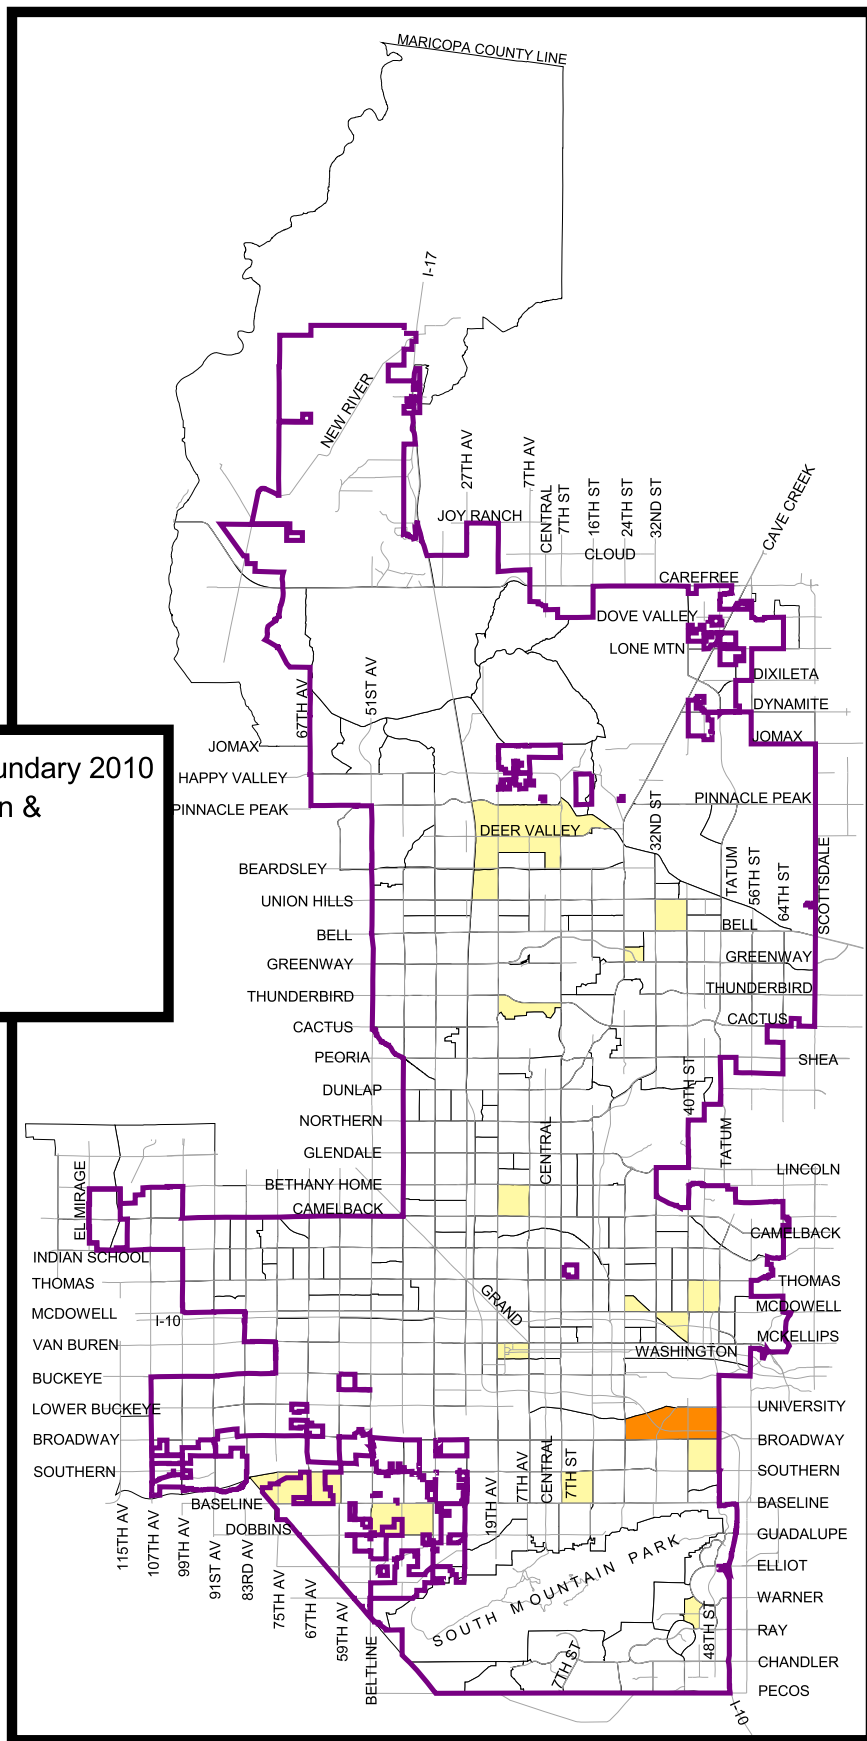 MARICOPA COUNTY LINE
I-17
NEW RIVER
27TH AV
7TH AV
CENTRAL
7TH ST
16TH ST
24TH ST
32ND ST
CAVE CREEK
JOY RANCH
CLOUD
CAREFREE
DOVE VALLEY
LONE MTN
DIXILETA
DYNAMITE
JOMAX
67TH AV
51ST AV
JOMAX
HAPPY VALLEY
PINNACLE PEAK
undary 2010
n &
PINNACLE PEAK
DEER VALLEY
32ND ST
TATUM
56TH ST
64TH ST
SCOTTSDALE
BEARDSLEY
UNION HILLS
BELL
BELL
GREENWAY
GREENWAY
THUNDERBIRD
THUNDERBIRD
CACTUS
CACTUS
PEORIA
SHEA
DUNLAP
40TH ST
NORTHERN
GLENDALE
CENTRAL
TATUM
LINCOLN
BETHANY HOME
EL MIRAGE
CAMELBACK
CAMELBACK
INDIAN SCHOOL
THOMAS
THOMAS
MCDOWELL
I-10
GRAND
MCDOWELL
VAN BUREN
MCKELLIPS
WASHINGTON
BUCKEYE
LOWER BUCKEYE
UNIVERSITY
BROADWAY
BROADWAY
SOUTHERN
SOUTHERN
BASELINE
BASELINE
DOBBINS
19TH AV
7TH AV
CENTRAL
7TH ST
GUADALUPE
115TH AV
107TH AV
99TH AV
91ST AV
83RD AV
75TH AV
67TH AV
59TH AV
BELTLINE
SOUTH MOUNTAIN PARK
ELLIOT
WARNER
RAY
48TH ST
7TH ST
CHANDLER
PECOS
I-10